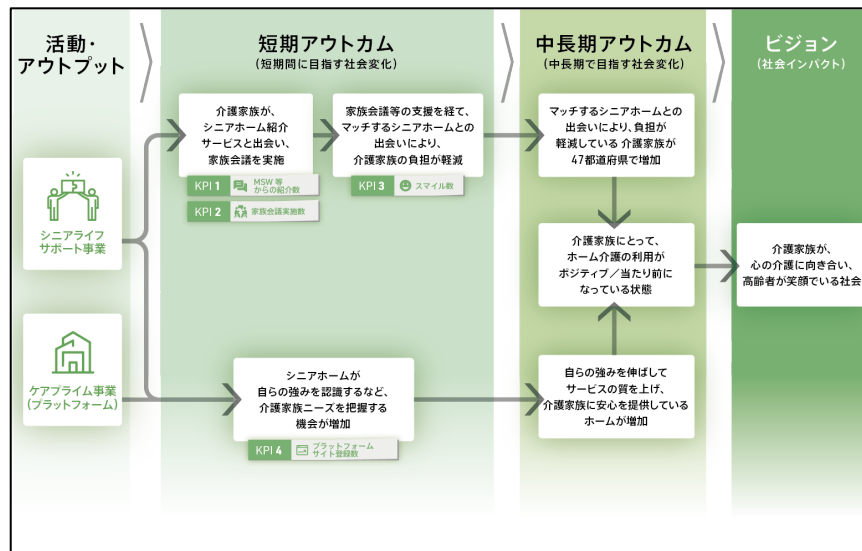 活動・
アウトプット
短期アウトカム
(短期間に目指す社会変化)
中長期アウトカム
(中長期で目指す社会変化)
ビジョン
(社会インパクト)
シニアライフ
サポート事業
ケアプライム事業
(プラットフォーム)
介護家族が、
シニアホーム紹介
サービスと出会い、
家族会議を実施
KPI 1
MSW 等
からの紹介数
KPI 2
家族会議実施数
家族会議等の支援を経て、
マッチするシニアホームとの
出会いにより、
介護家族の負担が軽減
KPI 3
スマイル数
シニアホームが
自らの強みを認識するなど、
介護家族ニーズを把握する
機会が増加
KPI 4
プラットフォーム
サイト登録数
マッチするシニアホームとの
出会いにより、負担が
軽減している 介護家族が
47都道府県で増加
介護家族にとって、
ホーム介護の利用が
ポジティブ／当たり前に
なっている状態
自らの強みを伸ばして
サービスの質を上げ、
介護家族に安心を提供している
ホームが増加
介護家族が、
心の介護に向き合い、
高齢者が笑顔でいる社会